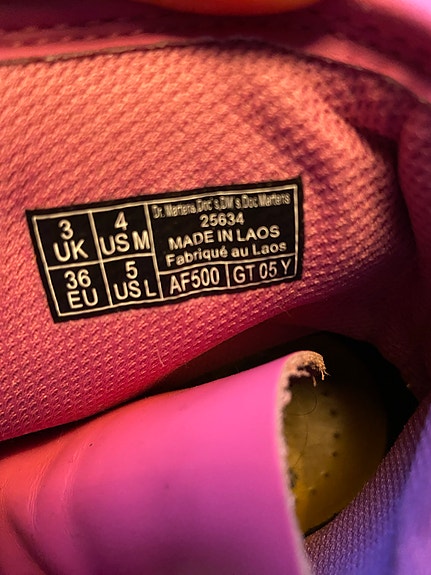 3
UK
4
US M
36
EU
5
US L
Dr. Martens, Doc's, DM's, Doc Martens
25634
MADE IN LAOS
Fabriqué au Laos
AF500
GT 05 Y